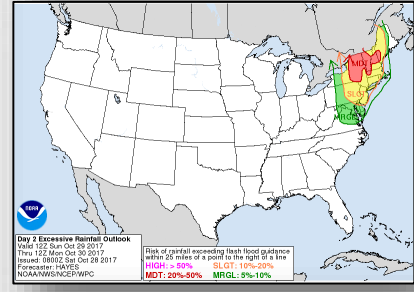 MDT
SLGT
MRGL
NOAA
Day 2 Excessive Rainfall Outlook
Valid 12Z Sun Oct 29 2017
Thru 12Z Mon Oct 30 2017
Issued: 0800Z Sat Oct 28 2017
Forecaster: HAYES
NOAA/NWS/NCEP/WPC
Risk of rainfall exceeding flash flood guidance
within 25 miles of a point to the right of a line
HIGH: > 50% SLGT: 10%-20%
MDT: 20%-50% MRGL: 5%-10%